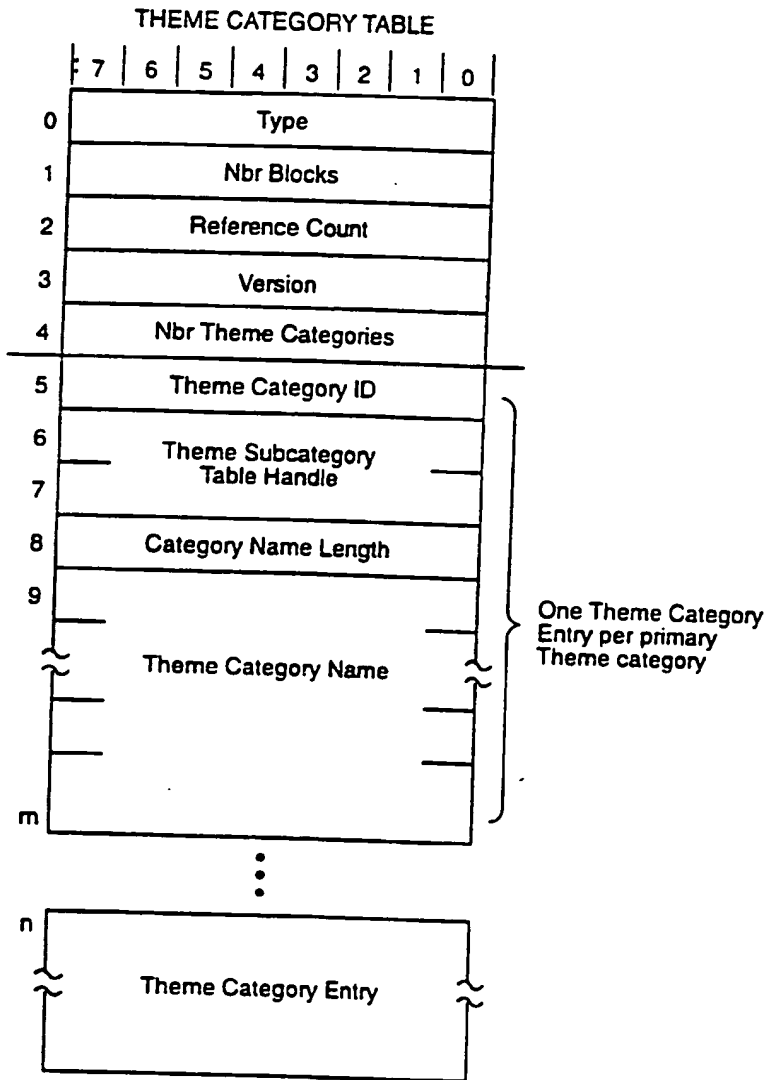 THEME CATEGORY TABLE
7 6 5 4 3 2 1 0
0 Type
1 Nbr Blocks
2 Reference Count
3 Version
4 Nbr Theme Categories
5 Theme Category ID
6 Theme Subcategory
7 Table Handle
8 Category Name Length
9
One Theme Category
Entry per primary
Theme category
Theme Category Name
m
n
Theme Category Entry